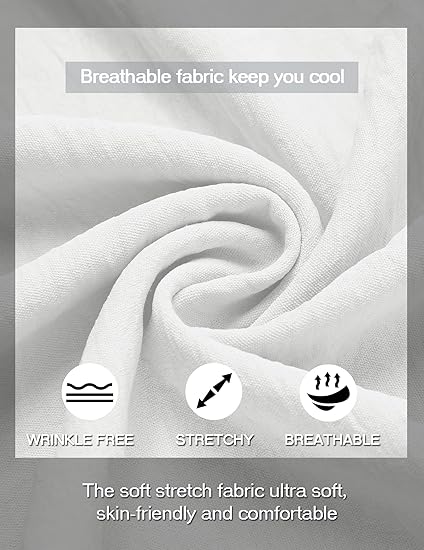 Breathable fabric keep you cool
WRINKLE FREE
STRETCHY
BREATHABLE
The soft stretch fabric ultra soft,
skin-friendly and comfortable